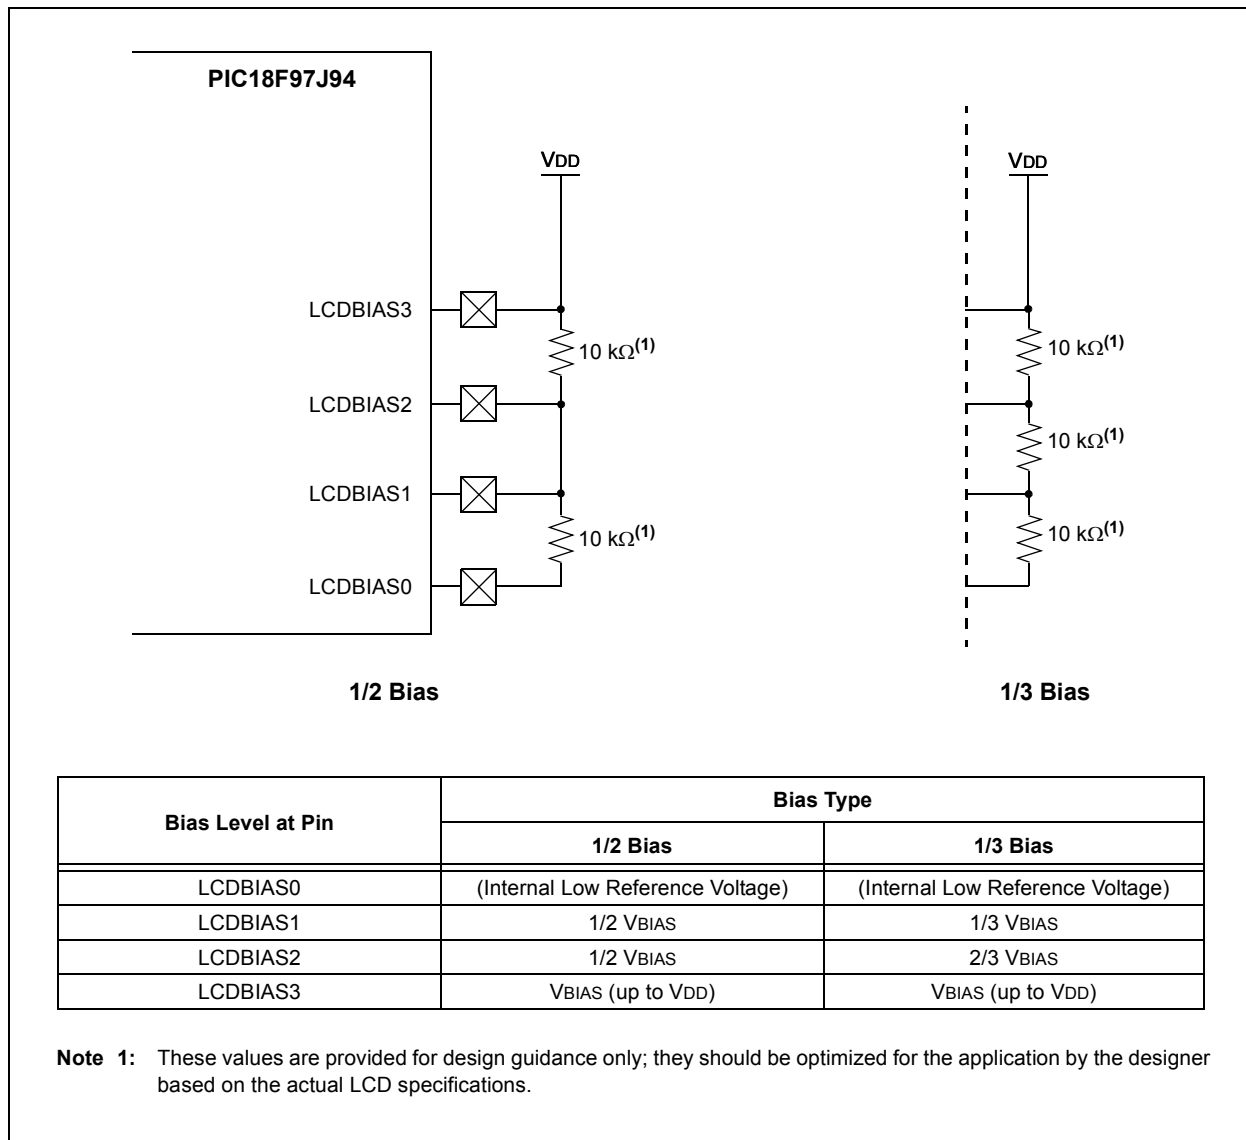 PIC18F97J94
VDD
VDD
LCDBIAS3
10 kΩ(1)
10 kΩ(1)
LCDBIAS2
10 kΩ(1)
LCDBIAS1
10 kΩ(1)
10 kΩ(1)
LCDBIAS0
1/2 Bias
1/3 Bias
Bias Level at Pin
Bias Type
1/2 Bias
1/3 Bias
LCDBIAS0 (Internal Low Reference Voltage) (Internal Low Reference Voltage)
LCDBIAS1 1/2 VBIAS 1/3 VBIAS
LCDBIAS2 1/2 VBIAS 2/3 VBIAS
LCDBIAS3 VBIAS (up to VDD) VBIAS (up to VDD)
Note 1: These values are provided for design guidance only; they should be optimized for the application by the designer
based on the actual LCD specifications.